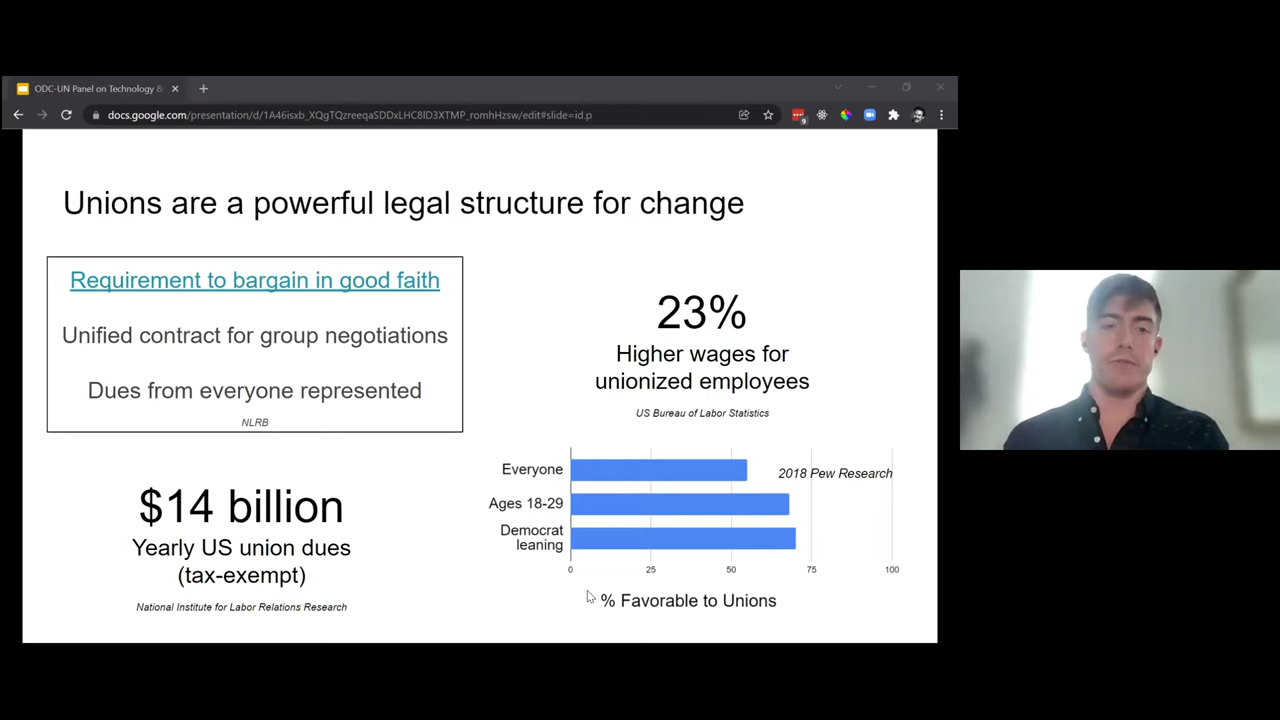 ODC-UN Panel on Technology &
docs.google.com/presentation/d/1A46isxb_XQgTQzreeqaSDDxLHC8lD3XTMP_romhHzsw/edit#slide=id.p
9
Unions are a powerful legal structure for change
Requirement to bargain in good faith
Unified contract for group negotiations
Dues from everyone represented
NLRB
23%
Higher wages for
unionized employees
US Bureau of Labor Statistics
$14 billion
Yearly US union dues
(tax-exempt)
National Institute for Labor Relations Research
2018 Pew Research
Everyone
Ages 18-29
Democrat
leaning
0 25 50 75 100
% Favorable to Unions